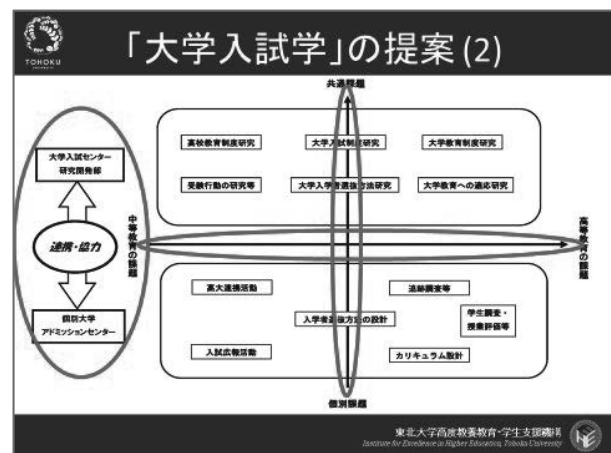 TOHOKU
UNIVERSITY
「大学入試学」の提案(2)
共通課題
高校教育制度研究
大学入試制度研究
大学教育制度研究
受験行動の研究等
大学入学者選抜方法研究
大学教育への適応研究
大学入試センター
研究開発部
連携・協力
個別大学
アドミッションセンター
中等教育の課題
高等教育の課題
高大連携活動
追跡調査等
入学者選抜方法の設計
学生調査・
授業評価等
入試広報活動
カリキュラム設計
個別課題
東北大学高度教養教育・学生支援機構
Institute for Excellence in Higher Education, Tohoku University